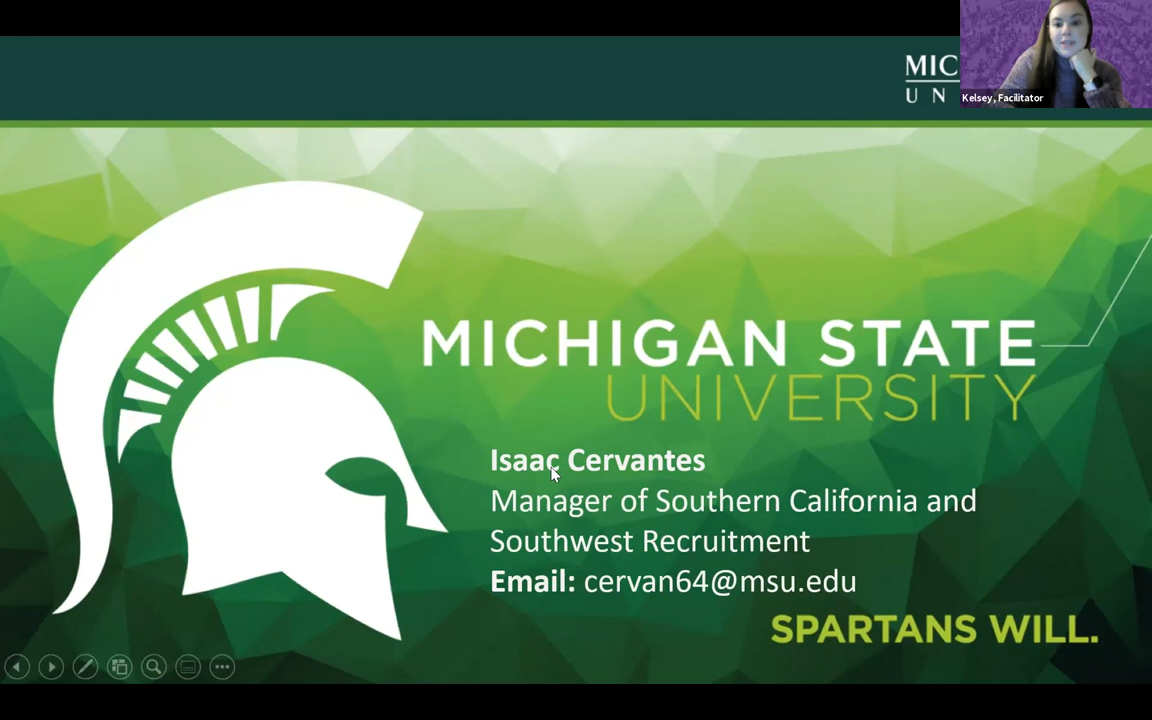 MIC
U N
Kelsey, Facilitator
MICHIGAN STATE
UNIVERSITY
Isaac Cervantes
Manager of Southern California and
Southwest Recruitment
Email: cervan64@msu.edu
SPARTANS WILL.